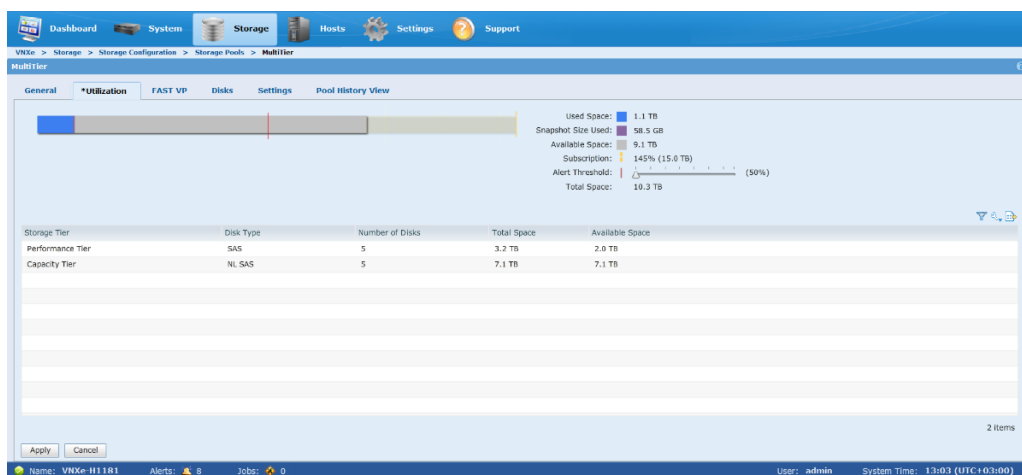 Dashboard System Storage Hosts Settings Support
VNXe > Storage > Storage Configuration > Storage Pools > MultiTier
MultiTier
General *Utilization FAST VP Disks Settings Pool History View
Used Space: 1.1 TB
Snapshot Size Used: 58.5 GB
Available Space: 9.1 TB
Subscription: 145% (15.0 TB)
Alert Threshold: (50%)
Total Space: 10.3 TB
Storage Tier Disk Type Number of Disks Total Space Available Space
Performance Tier SAS 5 3.2 TB 2.0 TB
Capacity Tier NL SAS 5 7.1 TB 7.1 TB
2 items
Apply Cancel
Name: VNXe-H1181 Alerts: 8 Jobs: 0 User: admin System Time: 13:03 (UTC+03:00)